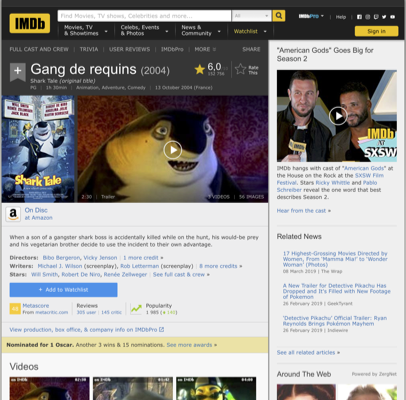 IMDb
Find Movies, TV shows, Celebrities and more...
All
IMDbPro
Help
Movies, TV & Showtimes
Celebs, Events & Photos
News & Community
Watchlist
Sign in
FULL CAST AND CREW | TRIVIA | USER REVIEWS | IMDbPro | MORE
SHARE
Gang de requins (2004)
Shark Tale (original title)
PG | 1h 30min | Animation, Adventure, Comedy | 13 October 2004 (France)
6,0
Rate This
Shark Tale
2:30 | Trailer
7 VIDEOS | 56 IMAGES
On Disc
at Amazon
When a son of a gangster shark boss is accidentally killed while on the hunt, his would-be prey
and his vegetarian brother decide to use the incident to their own advantage.
Directors: Bibo Bergeron, Vicky Jenson | 1 more credit »
Writers: Michael J. Wilson (screenplay), Rob Letterman (screenplay) | 8 more credits »
Stars: Will Smith, Robert De Niro, Renée Zellweger | See full cast & crew »
+ Add to Watchlist
Metascore
From metacritic.com
Reviews
305 user | 145 critic
Popularity
View production, box office, & company info on IMDbPro
Nominated for 1 Oscar. Another 3 wins & 15 nominations. See more awards »
Videos
"American Gods" Goes Big for
Season 2
IMDb
AT
SXSW
IMDb hangs with cast of "American Gods" at
the House on the Rock at the SXSW Film
Festival. Stars Ricky Whittle and Pablo
Schreiber reveal the one word that best
describes Season 2.
Hear from the cast »
Related News
17 Highest-Grossing Movies Directed by
Women, From 'Mamma Mia!' to 'Wonder
Woman' (Photos)
08 March 2019 | The Wrap
A New Trailer for Detective Pikachu Has
Dropped and It's Filled with New Footage
of Pokemon
26 February 2019 | GeekTyrant
'Detective Pikachu' Official Trailer: Ryan
Reynolds Brings Pokémon Mayhem
26 February 2019 | Indiewire
See all related articles »
Around The Web
Powered by ZergNet